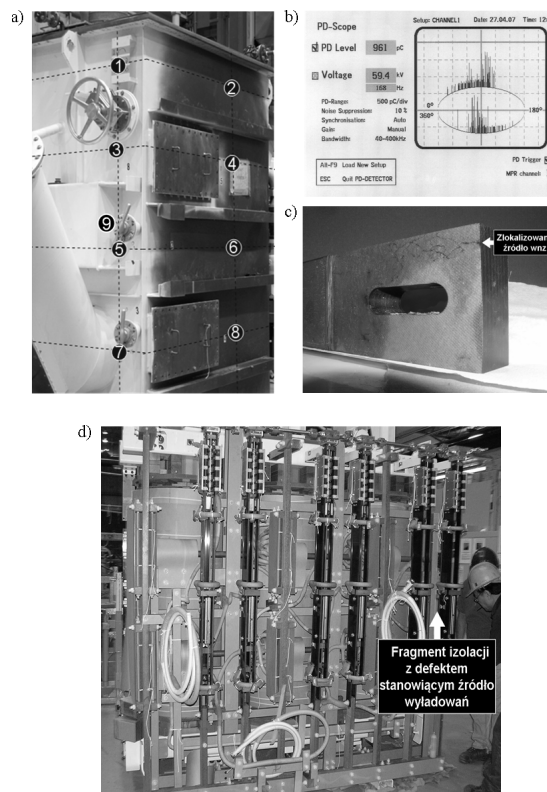 a)
1
2
3
4
9
5
6
7
8
b)
PD-Scope
Setup: CHANNEL1 Date: 27.04.07
PD Level 961 pC
Voltage 59.4 kV
168 Hz
PD-Range: 500 pC/div
Noise Suppression: 10 %
Synchronisation: Auto
Gain: Manual
Bandwidth: 40-400kHz
0°
360°
180°
Alt-F9 Load New Setup
ESC Quit PD-DETECTOR
PD Trigger
MPR channel:
c)
źródło
d)
Fragment izolacji
z defektem
stanowiącym źródło
wyładowań